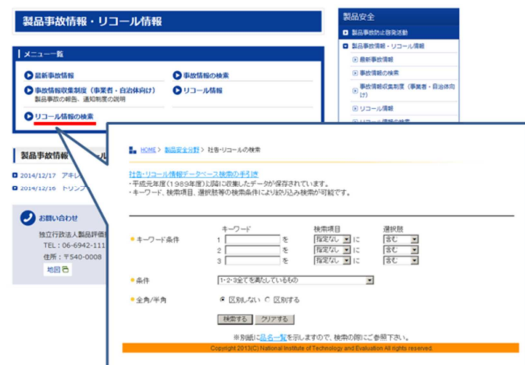 製品事故情報・リコール情報
メニュー一覧
最新事故情報
事故情報の検索
事故情報収集制度（事業者・自治体向け）
製品事故の報告、通知制度の説明
リコール情報
リコール情報の検索
製品事故情報
2014/12/17
2014/12/16
お問い合わせ
独立行政法人製品評価
TEL：06-6942-111
住所：〒540-0008
地図
製品安全
製品事故防止啓発活動
製品事故情報・リコール情報
最新事故情報
事故情報の検索
事故情報収集制度（事業者・自治体向け）
リコール情報
HOME> 製品安全分野> 社告・リコールの検索
社告・リコール情報データベース検索の手引き
・平成元年度(1989年度)以降に収集したデータが保存されています。
・キーワード、検索項目、選択肢等の検索条件により絞り込み検索が可能です。
キーワード 検索項目 選択肢
キーワード条件
1 を 指定なし に 含む
2 を 指定なし に 含む
3 を 指定なし に 含む
条件 1・2・3全てを満たしているもの
全角/半角 区別しない 区別する
検索する クリアする
※別紙に品名一覧を示しますので、検索の際にご参照下さい。
Copyright 2013(C) National Institute of Technology and Evaluation All rights reserved.